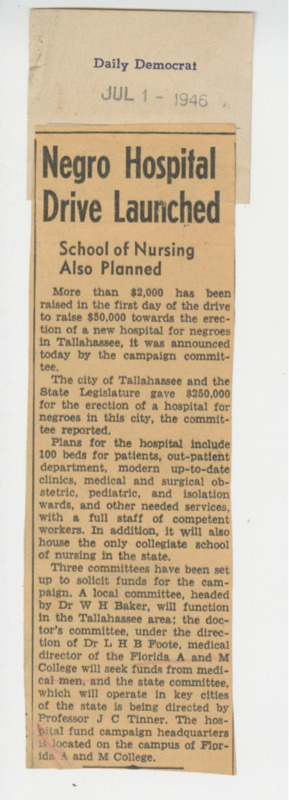 Daily Democrat
JUL 1 - 1946
Negro Hospital
Drive Launched
School of Nursing
Also Planned
More than $2,000 has been
raised in the first day of the drive
to raise $50,000 towards the erec-
tion of a new hospital for negroes
in Tallahassee, it was announced
today by the campaign commit-
tee.
The city of Tallahassee and the
State Legislature gave $250,000
for the erection of a hospital for
negroes in this city, the commit-
tee reported.
Plans for the hospital include
100 beds for patients, out-patient
department, modern up-to-date
clinics, medical and surgical ob-
stetric, pediatric, and isolation
wards, and other needed services,
with a full staff of competent
workers. In addition, it will also
house the only collegiate school
of nursing in the state.
Three committees have been set
up to solicit funds for the cam-
paign. A local committee, headed
by Dr W H Baker, will function
in the Tallahassee area; the doc-
tor's committee, under the direc-
tion of Dr L H B Foote, medical
director of the Florida A and M
College will seek funds from medi-
cal men, and the state committee,
which will operate in key cities
of the state is being directed by
Professor J C Tinner. The hos-
pital fund campaign headquarters
is located on the campus of Flor-
ida A and M College.